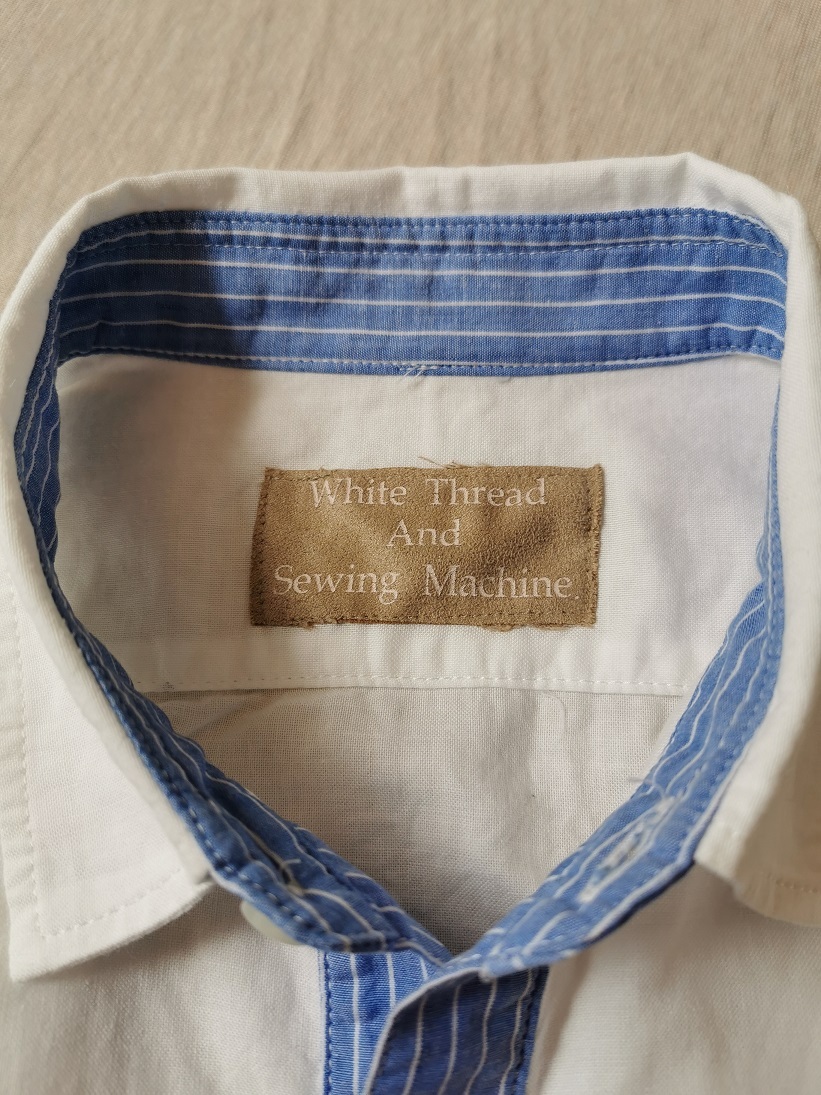 White Thread
And
Sewing Machine.